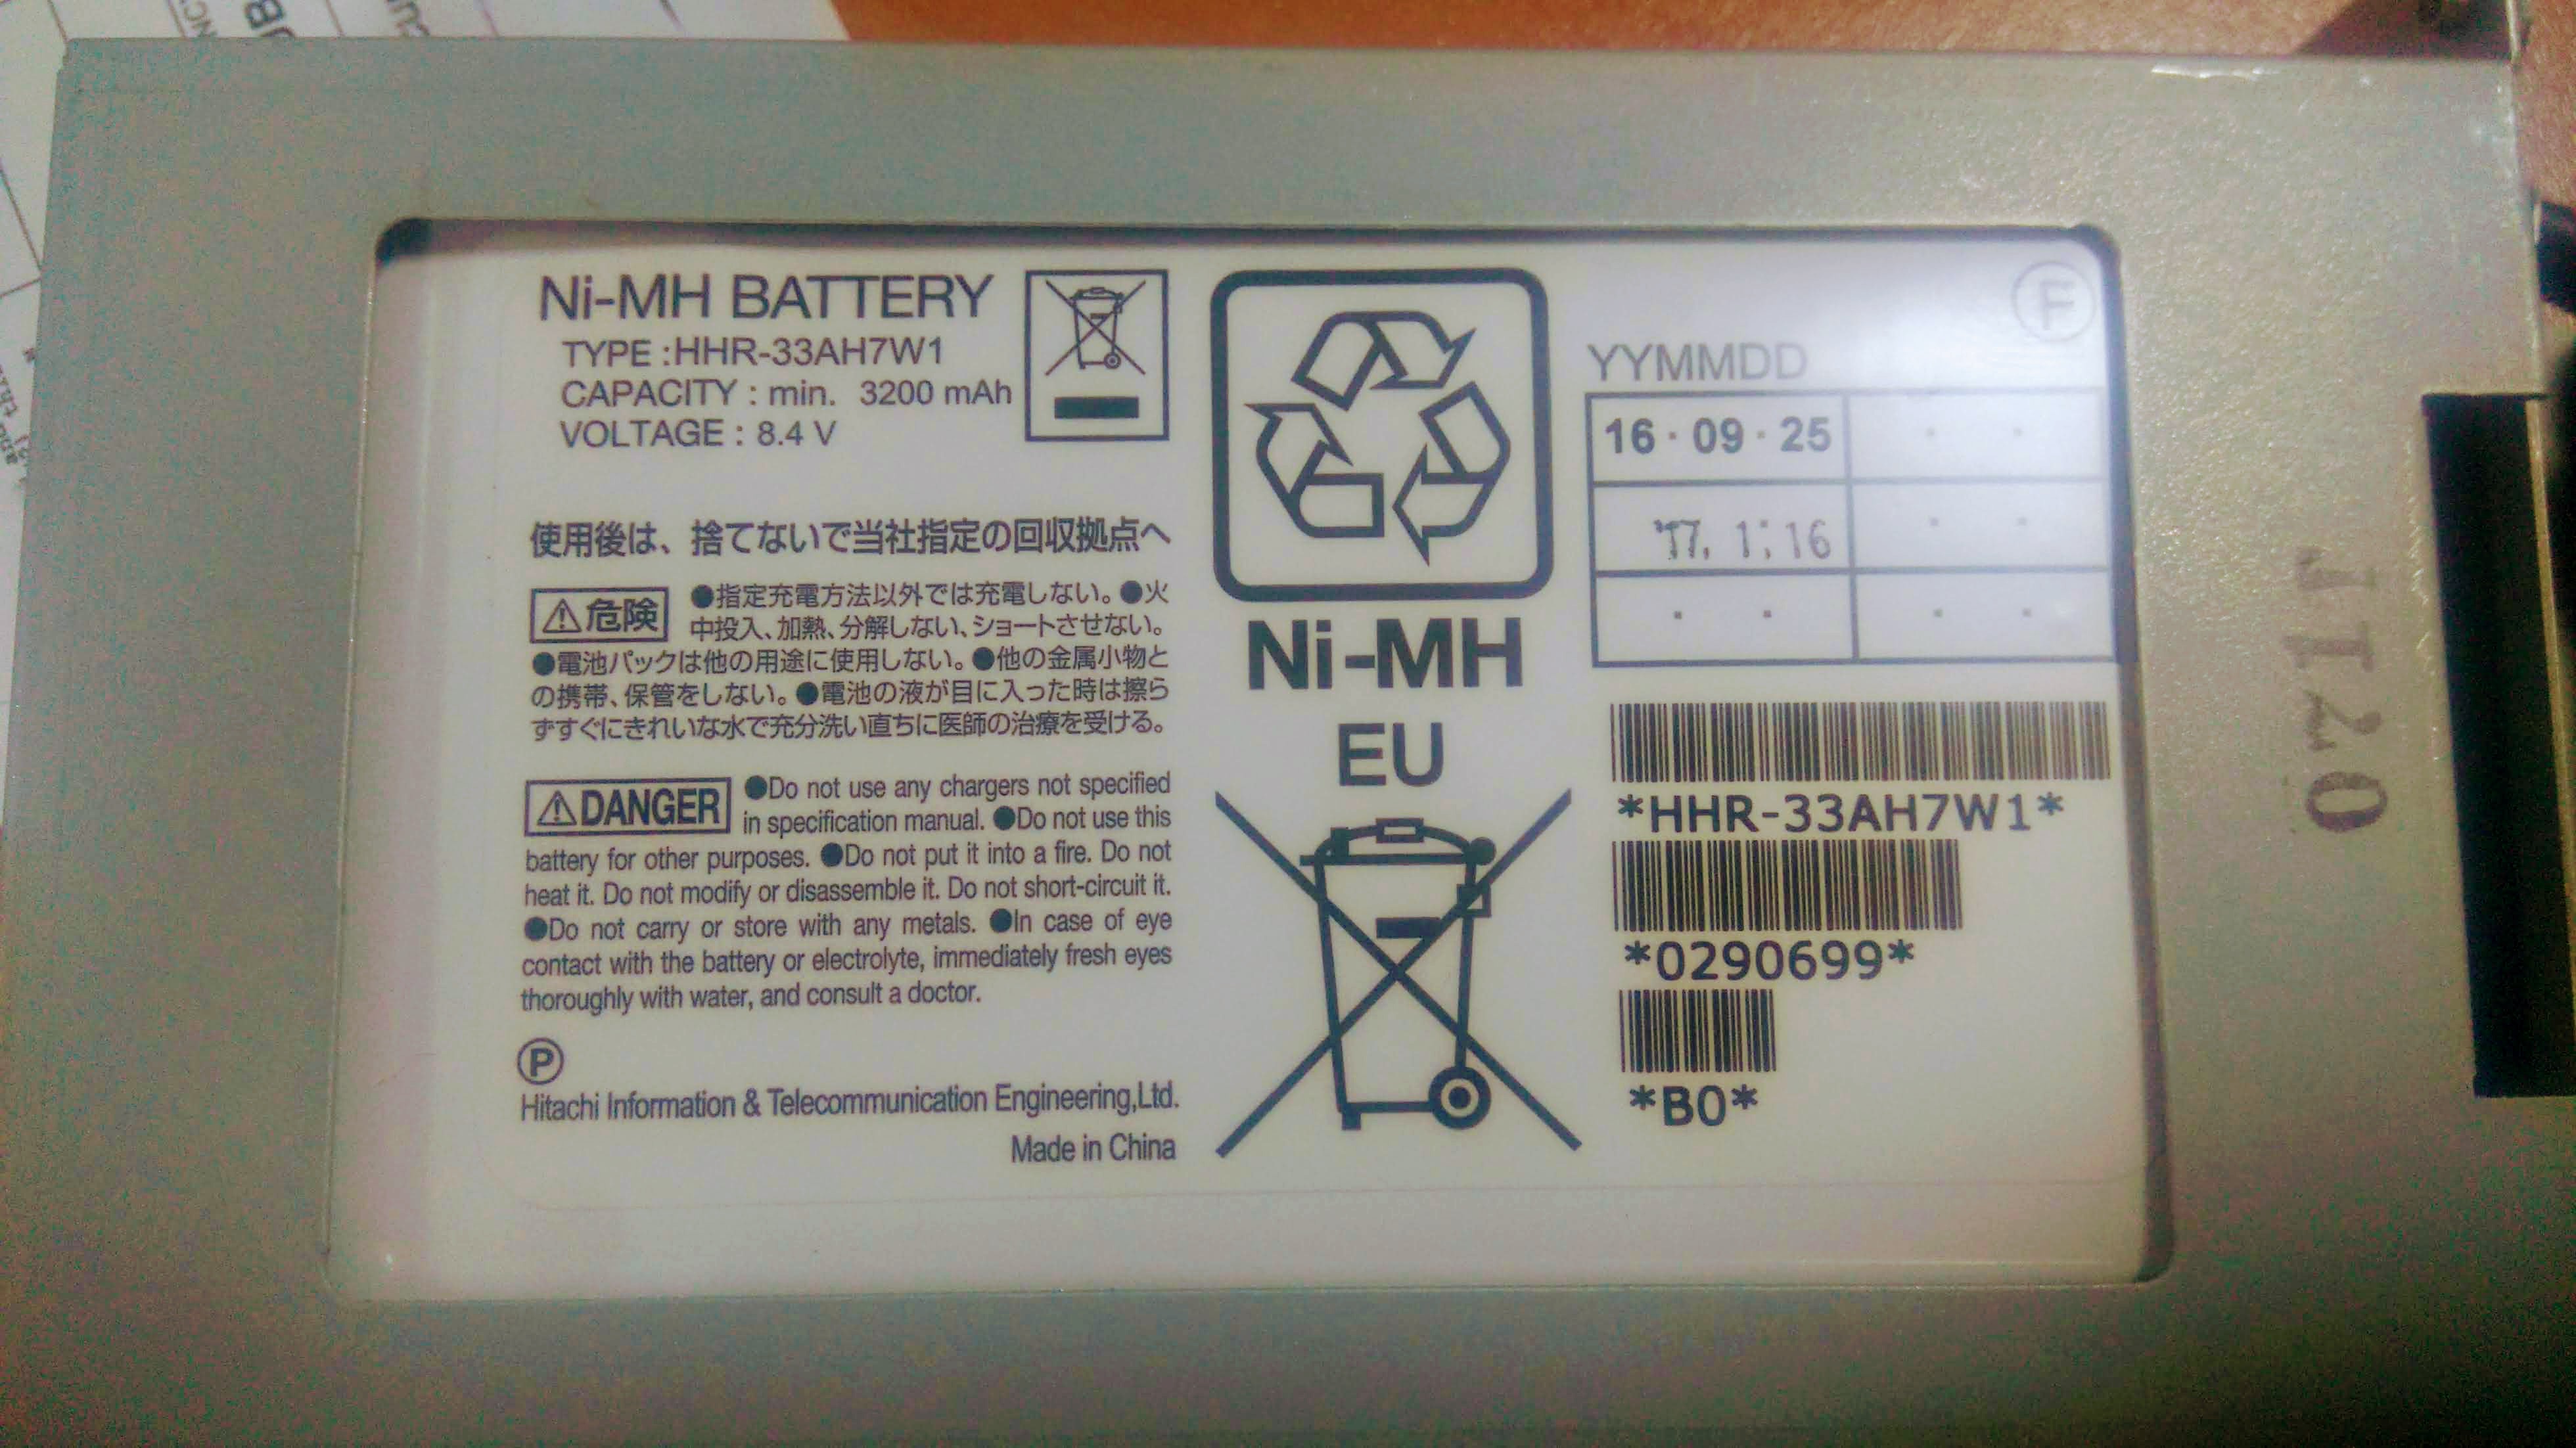 Ni-MH BATTERY
TYPE :HHR-33AH7W1
CAPACITY : min. 3200 mAh
VOLTAGE : 8.4 V
使用後は、捨てないで当社指定の回収拠点へ
⚠危険 ●指定充電方法以外では充電しない。●火
中投入、加熱、分解しない、ショートさせない。
●電池パックは他の用途に使用しない。●他の金属小物と
の携帯、保管をしない。●電池の液が目に入った時は擦ら
ずすぐにきれいな水で充分洗い直ちに医師の治療を受ける。
⚠DANGER ●Do not use any chargers not specified
in specification manual. ●Do not use this
battery for other purposes. ●Do not put it into a fire. Do not
heat it. Do not modify or disassemble it. Do not short-circuit it.
●Do not carry or store with any metals. ●In case of eye
contact with the battery or electrolyte, immediately fresh eyes
thoroughly with water, and consult a doctor.
Ⓟ
Hitachi Information & Telecommunication Engineering,Ltd.
Made in China
Ni-MH
EU
Ⓕ
YYMMDD
16・09・25
'17. 1. 16
*HHR-33AH7W1*
*0290699*
*B0*